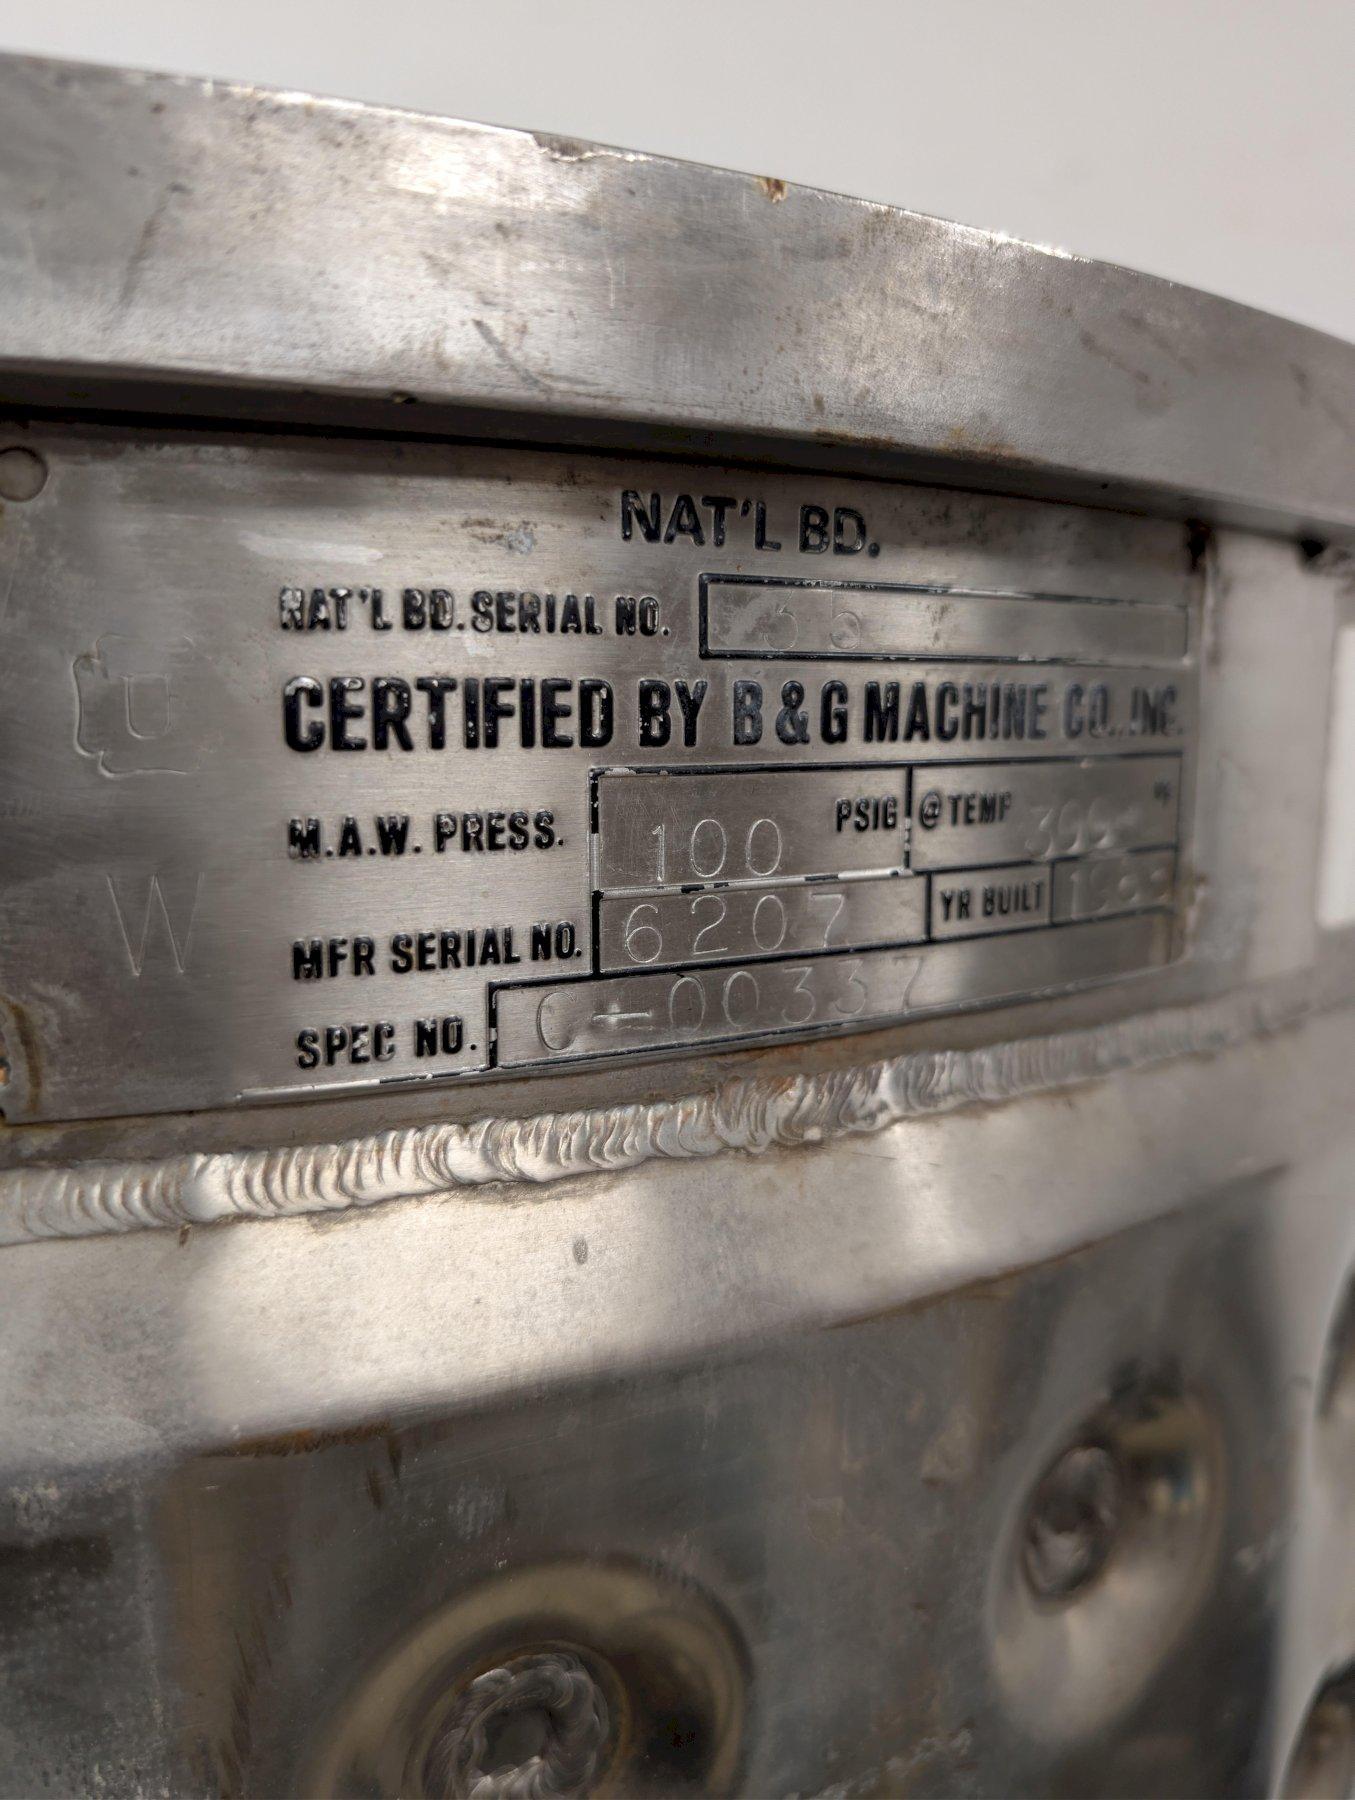 NAT'L BD.
NAT'L BD. SERIAL NO. 35
U
CERTIFIED BY B & G MACHINE CO., INC.
M.A.W. PRESS. 100 PSIG @ TEMP °F
W
MFR SERIAL NO. 6207 YR BUILT
SPEC NO. C-00337